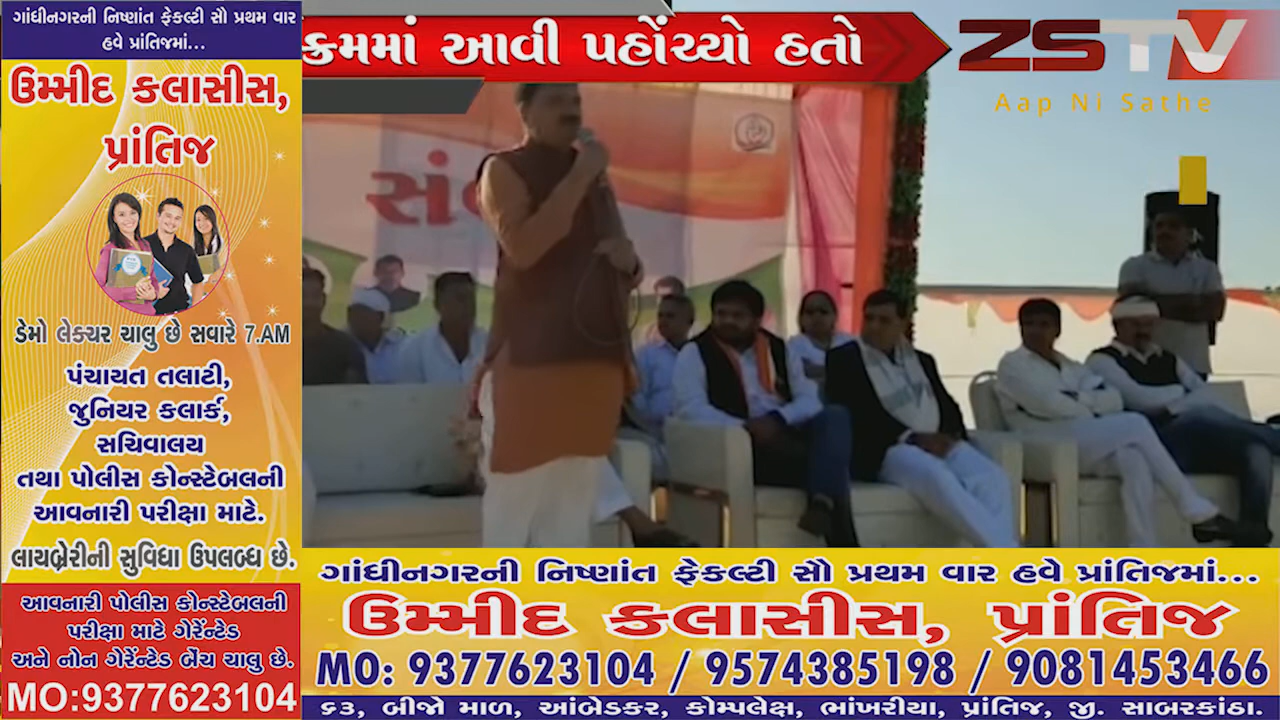 ગાંધીનગરની નિષ્ણાંત ફેકલ્ટી સૌ પ્રથમ વાર
હવે પ્રાંતિજમાં...
ઉમ્મીદ કલાસીસ,
પ્રાંતિજ
ડેમો લેક્ચર ચાલુ છે સવારે 7.AM
પંચાયત તલાટી,
જુનિયર કલાર્ક,
સચિવાલય
તથા પોલીસ કોન્સ્ટેબલની
આવનારી પરીક્ષા માટે.
લાયબ્રેરીની સુવિધા ઉપલબ્ધ છે.
આવનારી પોલીસ કોન્સ્ટેબલની
પરીક્ષા માટે ગેરેંન્ટેડ
અને નોન ગેરેંન્ટેડ બેંચ ચાલુ છે.
MO:9377623104
ક્રમમાં આવી પહોંચ્યો હતો
ZSTV
Aap Ni Sathe
ગાંધીનગરની નિષ્ણાંત ફેકલ્ટી સૌ પ્રથમ વાર હવે પ્રાંતિજમાં...
ઉમ્મીદ કલાસીસ, પ્રાંતિજ
MO: 9377623104 / 9574385198 / 9081453466
૬૩, બીજો માળ, આંબેડકર, કોમ્પલેક્ષ, ભાંખરીયા, પ્રાંતિજ, જી. સાબરકાંઠા.